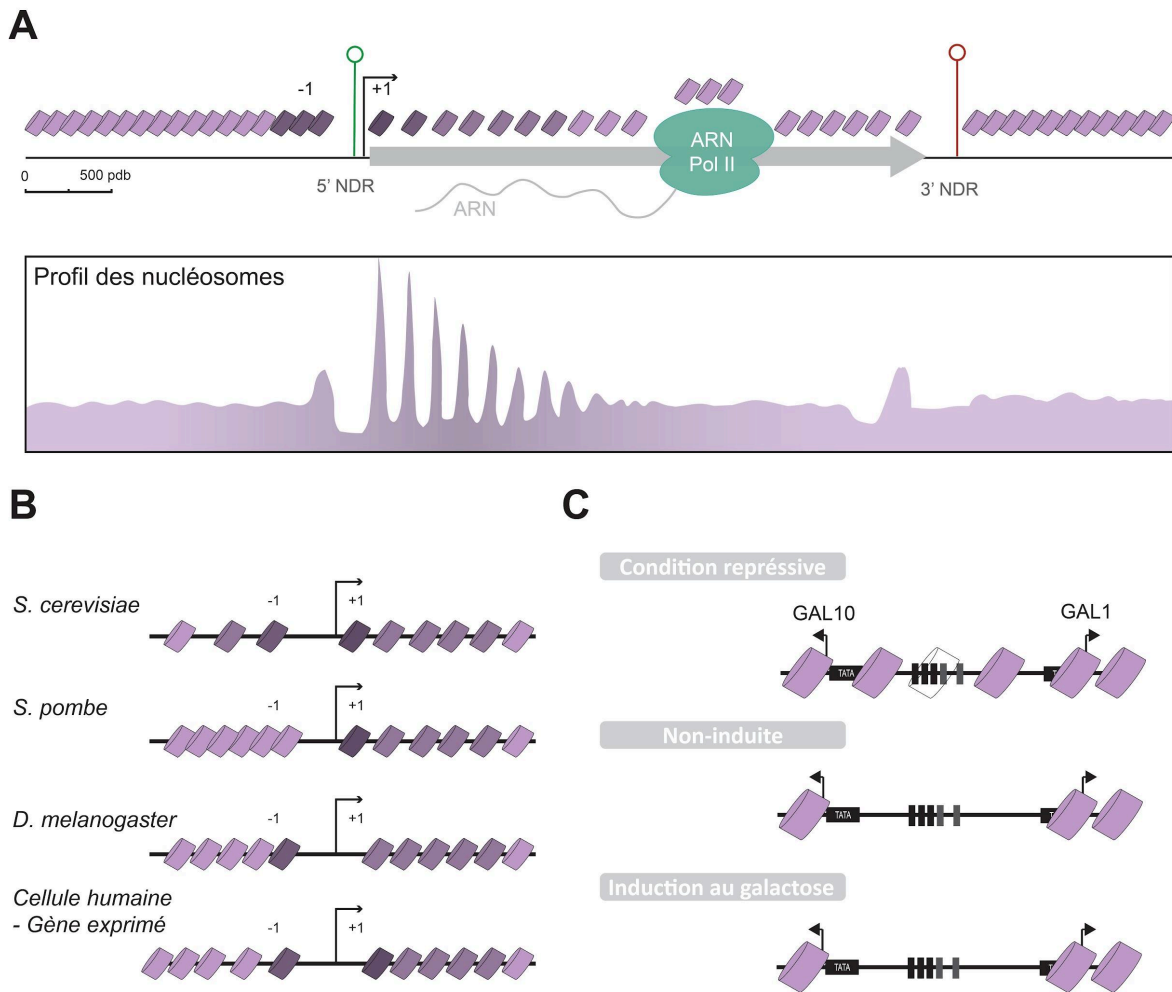 A
-1
+1
ARN
Pol II
0
500 pdb
5' NDR
3' NDR
ARN
Profil des nucléosomes
B
S. cerevisiae
-1
+1
S. pombe
-1
+1
D. melanogaster
-1
+1
Cellule humaine
- Gène exprimé
-1
+1
C
Condition représsive
GAL10
GAL1
TATA
T
Non-induite
TATA
T
Induction au galactose
TATA
T